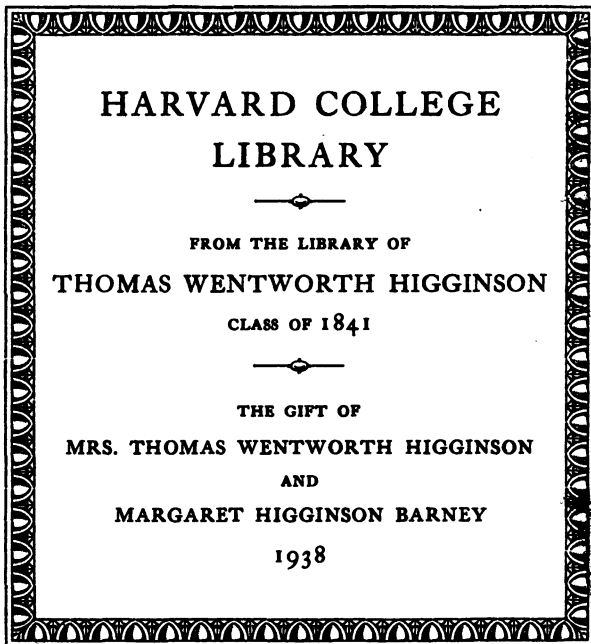 HARVARD COLLEGE
LIBRARY
FROM THE LIBRARY OF
THOMAS WENTWORTH HIGGINSON
CLASS OF 1841
THE GIFT OF
MRS. THOMAS WENTWORTH HIGGINSON
AND
MARGARET HIGGINSON BARNEY
1938